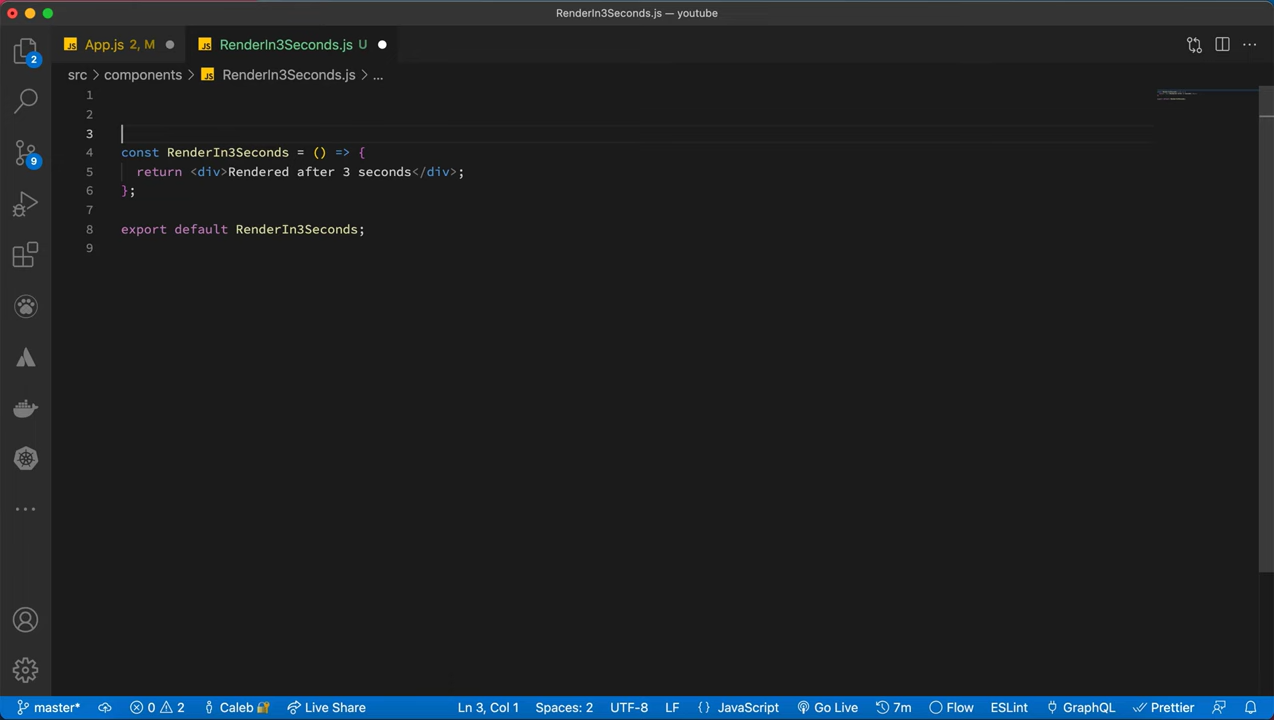 RenderIn3Seconds.js — youtube
JS App.js 2, M
JS RenderIn3Seconds.js U
src > components > JS RenderIn3Seconds.js > ...
2
9
1
2
3
4 const RenderIn3Seconds = () => {
5 return <div>Rendered after 3 seconds</div>;
6 };
7
8 export default RenderIn3Seconds;
9
master* 0 2 Caleb Live Share Ln 3, Col 1 Spaces: 2 UTF-8 LF { } JavaScript Go Live 7m Flow ESLint GraphQL Prettier